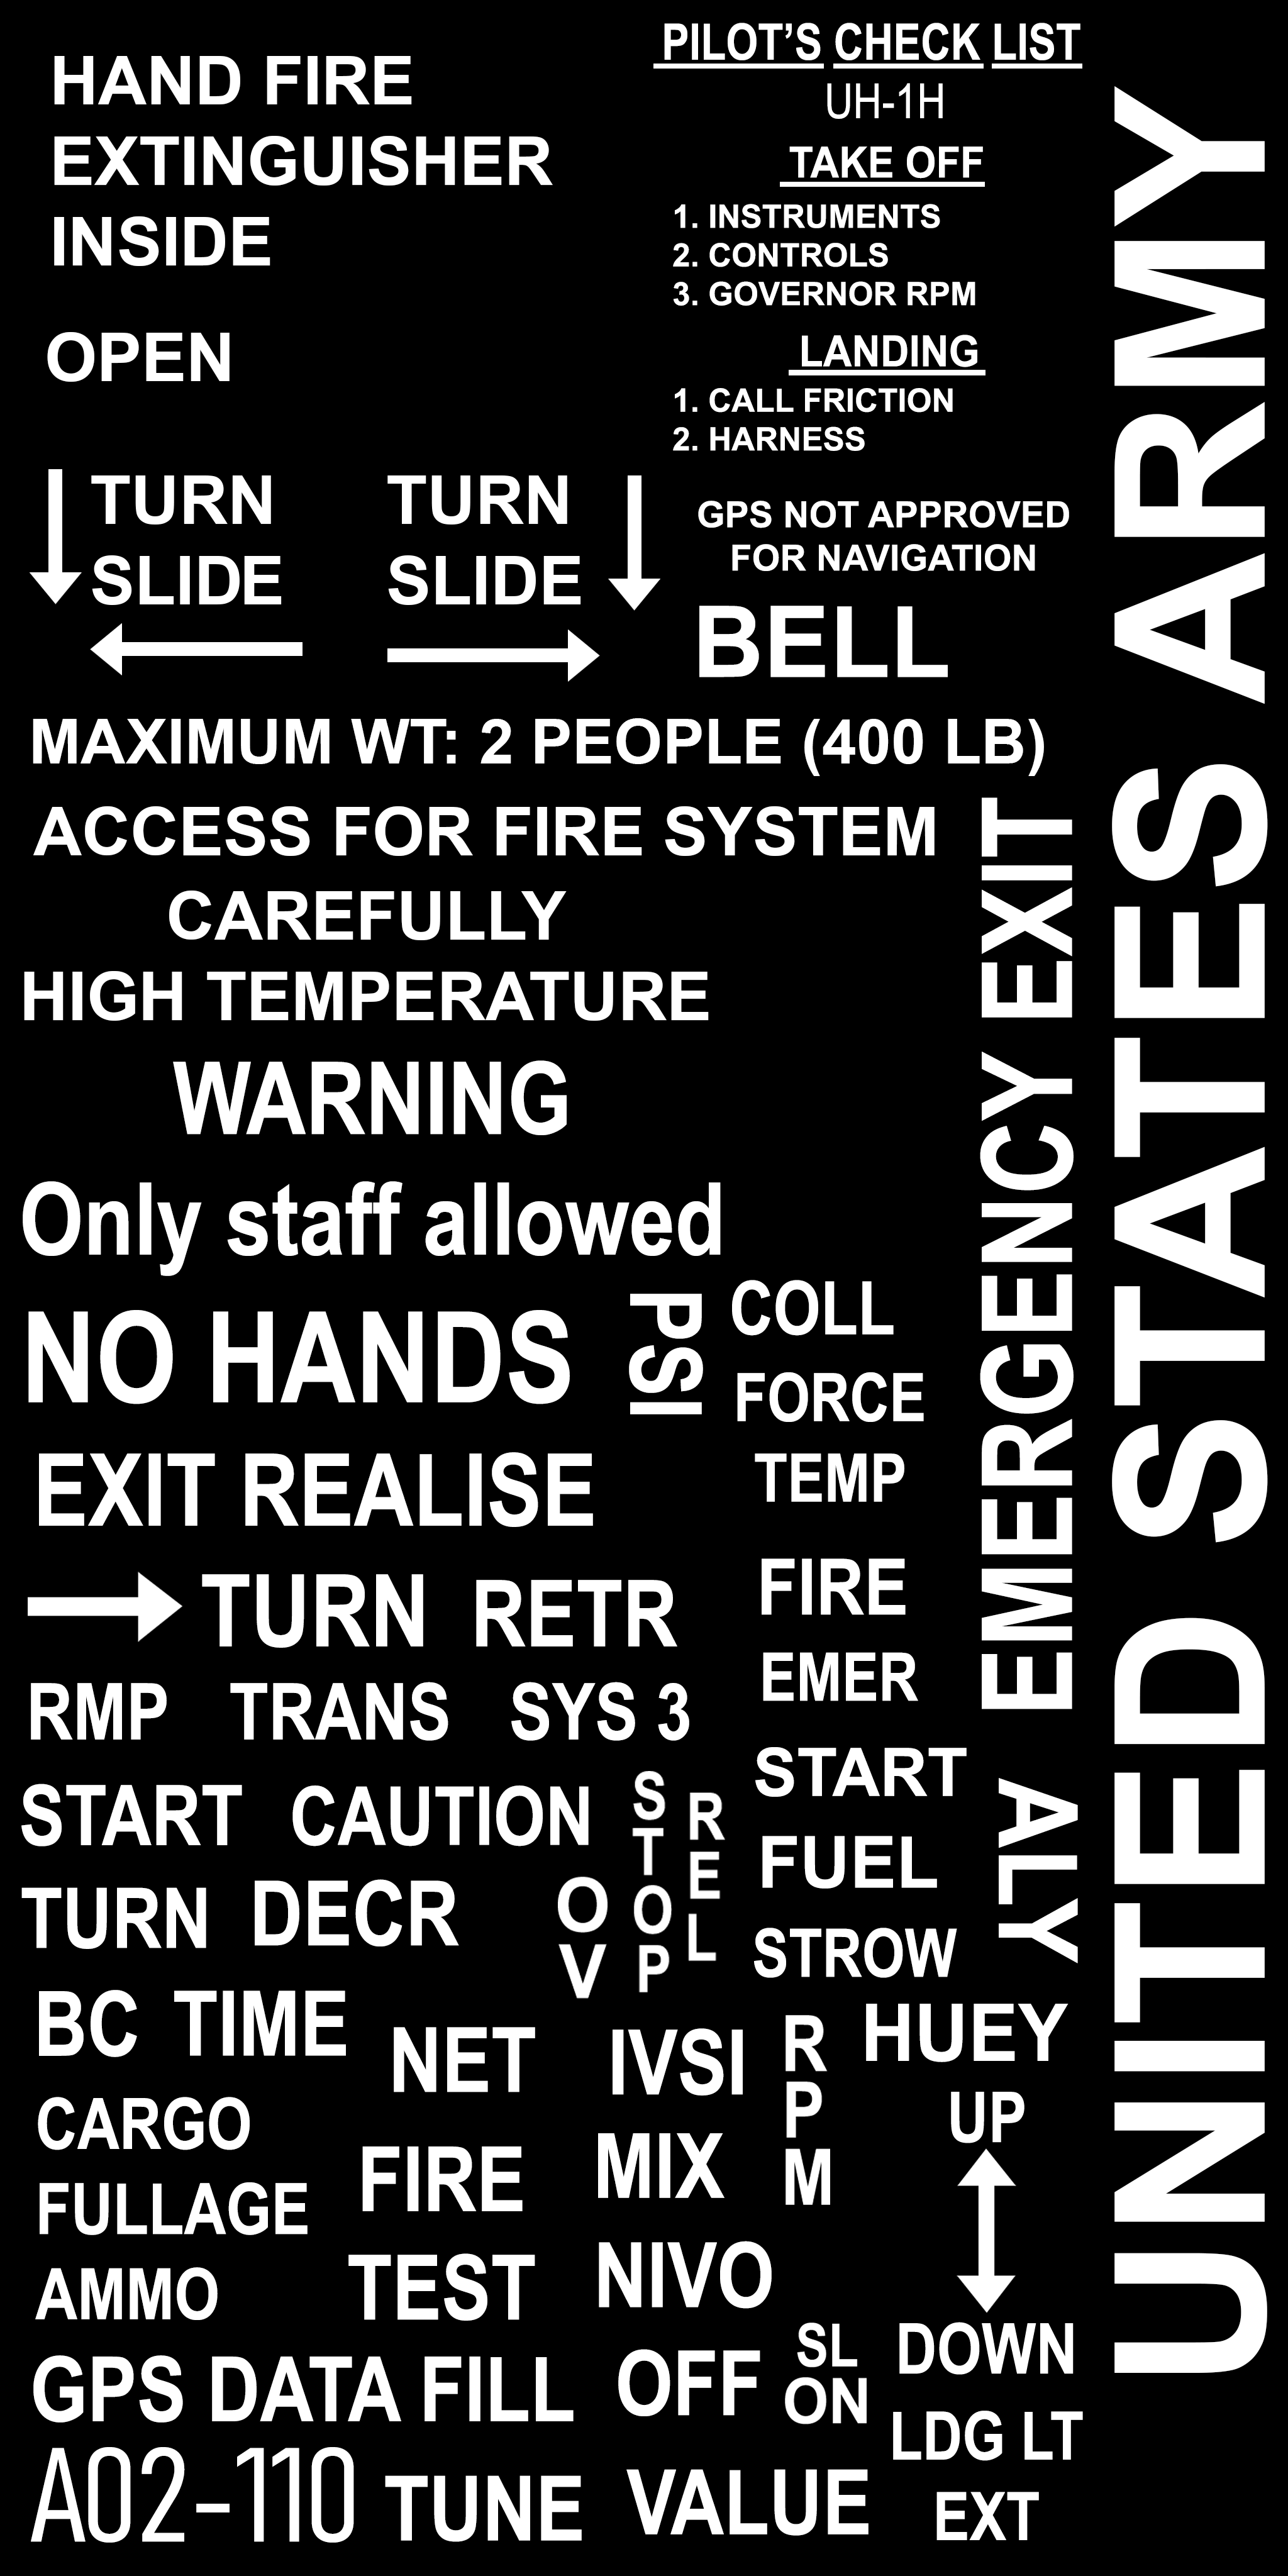 HAND FIRE
EXTINGUISHER
INSIDE
OPEN
TURN
SLIDE
TURN
SLIDE
PILOT’S CHECK LIST
UH-1H
TAKE OFF
1. INSTRUMENTS
2. CONTROLS
3. GOVERNOR RPM
LANDING
1. CALL FRICTION
2. HARNESS
GPS NOT APPROVED
FOR NAVIGATION
BELL
MAXIMUM WT: 2 PEOPLE (400 LB)
ACCESS FOR FIRE SYSTEM
CAREFULLY
HIGH TEMPERATURE
WARNING
Only staff allowed
NO HANDS
PSI
COLL
FORCE
EXIT REALISE
TEMP
TURN RETR
FIRE
RMP TRANS SYS 3
EMER
START CAUTION
STOP
REL
START
TURN DECR
OV
FUEL
STROW
ALY
BC TIME
NET
IVSI
RPM
HUEY
CARGO
FIRE
MIX
UP
FULLAGE
AMMO
TEST
NIVO
DOWN
GPS DATA FILL
OFF
SL
ON
LDG LT
A02-110
TUNE
VALUE
EXT
EMERGENCY EXIT
UNITED STATES ARMY